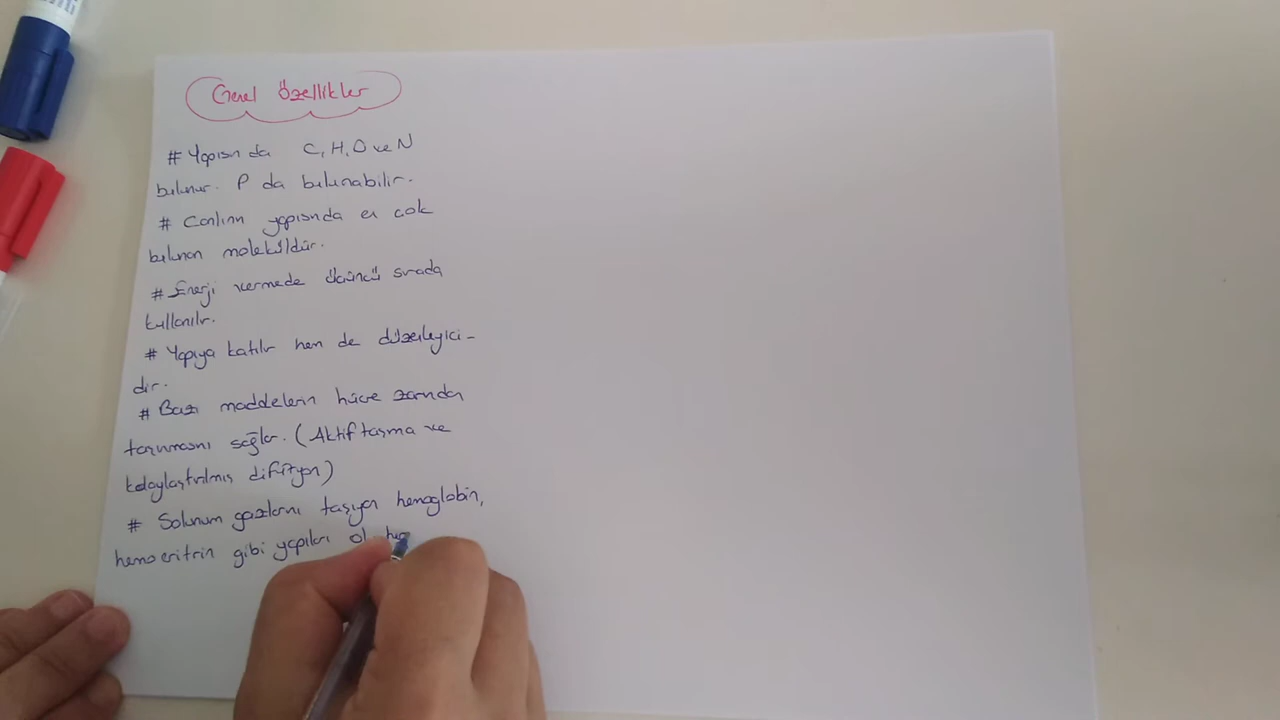 Genel Özellikler
# Yapısında C, H, O ve N
bulunur. P da bulunabilir.
# Canlının yapısında en çok
bulunan moleküldür.
# Enerji vermede üçüncü sırada
kullanılır.
# Yapıya katılır hem de düzenleyici-
dir.
# Bazı maddelerin hücre zarından
taşınmasını sağlar. (Aktif taşıma ve
kolaylaştırılmış difüzyon)
# Solunum gazlarını taşıyan hemoglobin,
hemoeritrin gibi yapıları